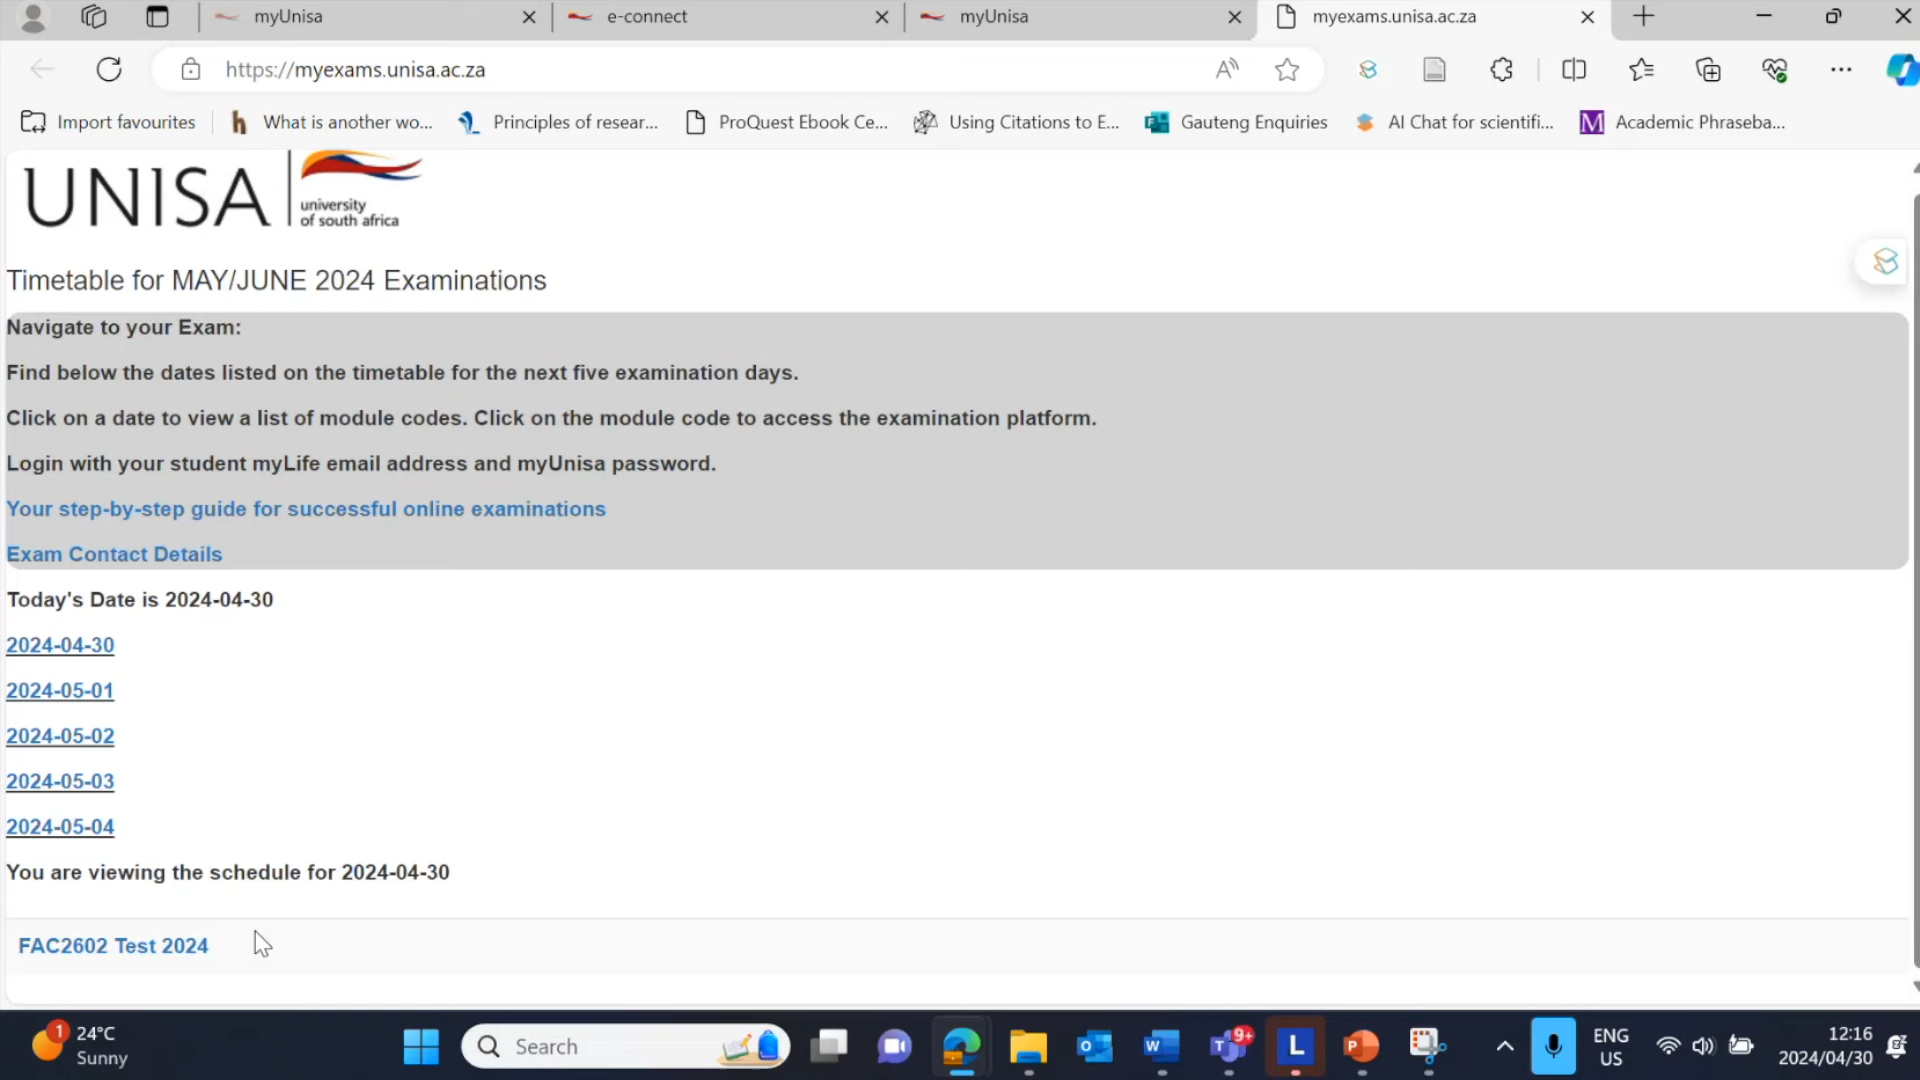 myUnisa
e-connect
myUnisa
myexams.unisa.ac.za
https://myexams.unisa.ac.za
Import favourites
What is another wo...
Principles of resear...
ProQuest Ebook Ce...
Using Citations to E...
Gauteng Enquiries
AI Chat for scientifi...
Academic Phraseba...
UNISA
university
of south africa
Timetable for MAY/JUNE 2024 Examinations
Navigate to your Exam:
Find below the dates listed on the timetable for the next five examination days.
Click on a date to view a list of module codes. Click on the module code to access the examination platform.
Login with your student myLife email address and myUnisa password.
Your step-by-step guide for successful online examinations
Exam Contact Details
Today's Date is 2024-04-30
2024-04-30
2024-05-01
2024-05-02
2024-05-03
2024-05-04
You are viewing the schedule for 2024-04-30
FAC2602 Test 2024
1
24°C
Sunny
Search
9+
ENG
US
12:16
2024/04/30